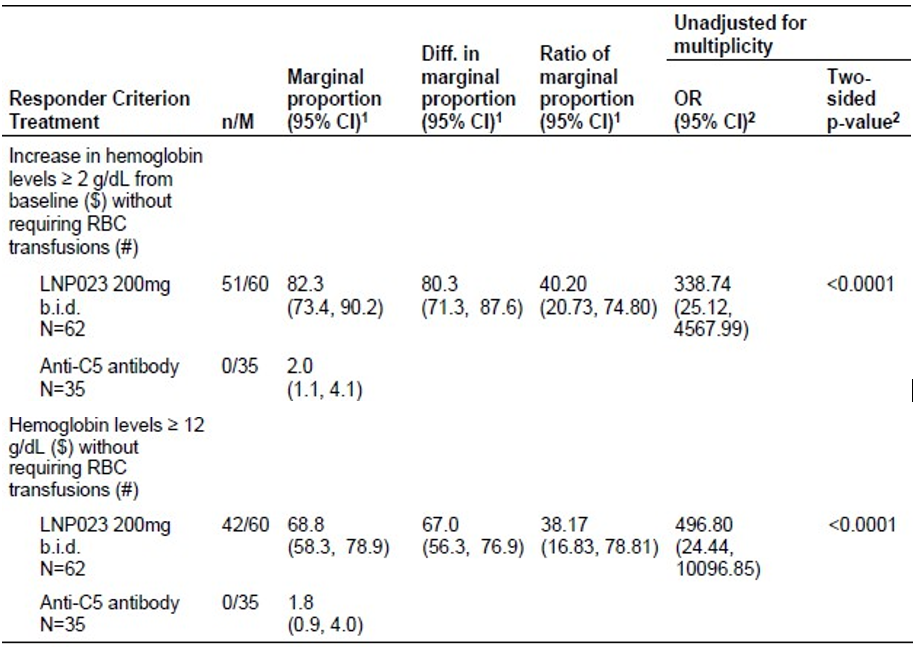 Unadjusted for
multiplicity
Responder Criterion
Treatment
n/M
Marginal
proportion
(95% CI)1
Diff. in
marginal
proportion
(95% CI)1
Ratio of
marginal
proportion
(95% CI)1
OR
(95% CI)2
Two-
sided
p-value2
Increase in hemoglobin
levels ≥ 2 g/dL from
baseline ($) without
requiring RBC
transfusions (#)
LNP023 200mg 51/60 82.3 80.3 40.20 338.74 <0.0001
b.i.d. (73.4, 90.2) (71.3, 87.6) (20.73, 74.80) (25.12,
N=62 4567.99)
Anti-C5 antibody 0/35 2.0
N=35 (1.1, 4.1)
Hemoglobin levels ≥ 12
g/dL ($) without
requiring RBC
transfusions (#)
LNP023 200mg 42/60 68.8 67.0 38.17 496.80 <0.0001
b.i.d. (58.3, 78.9) (56.3, 76.9) (16.83, 78.81) (24.44,
N=62 10096.85)
Anti-C5 antibody 0/35 1.8
N=35 (0.9, 4.0)